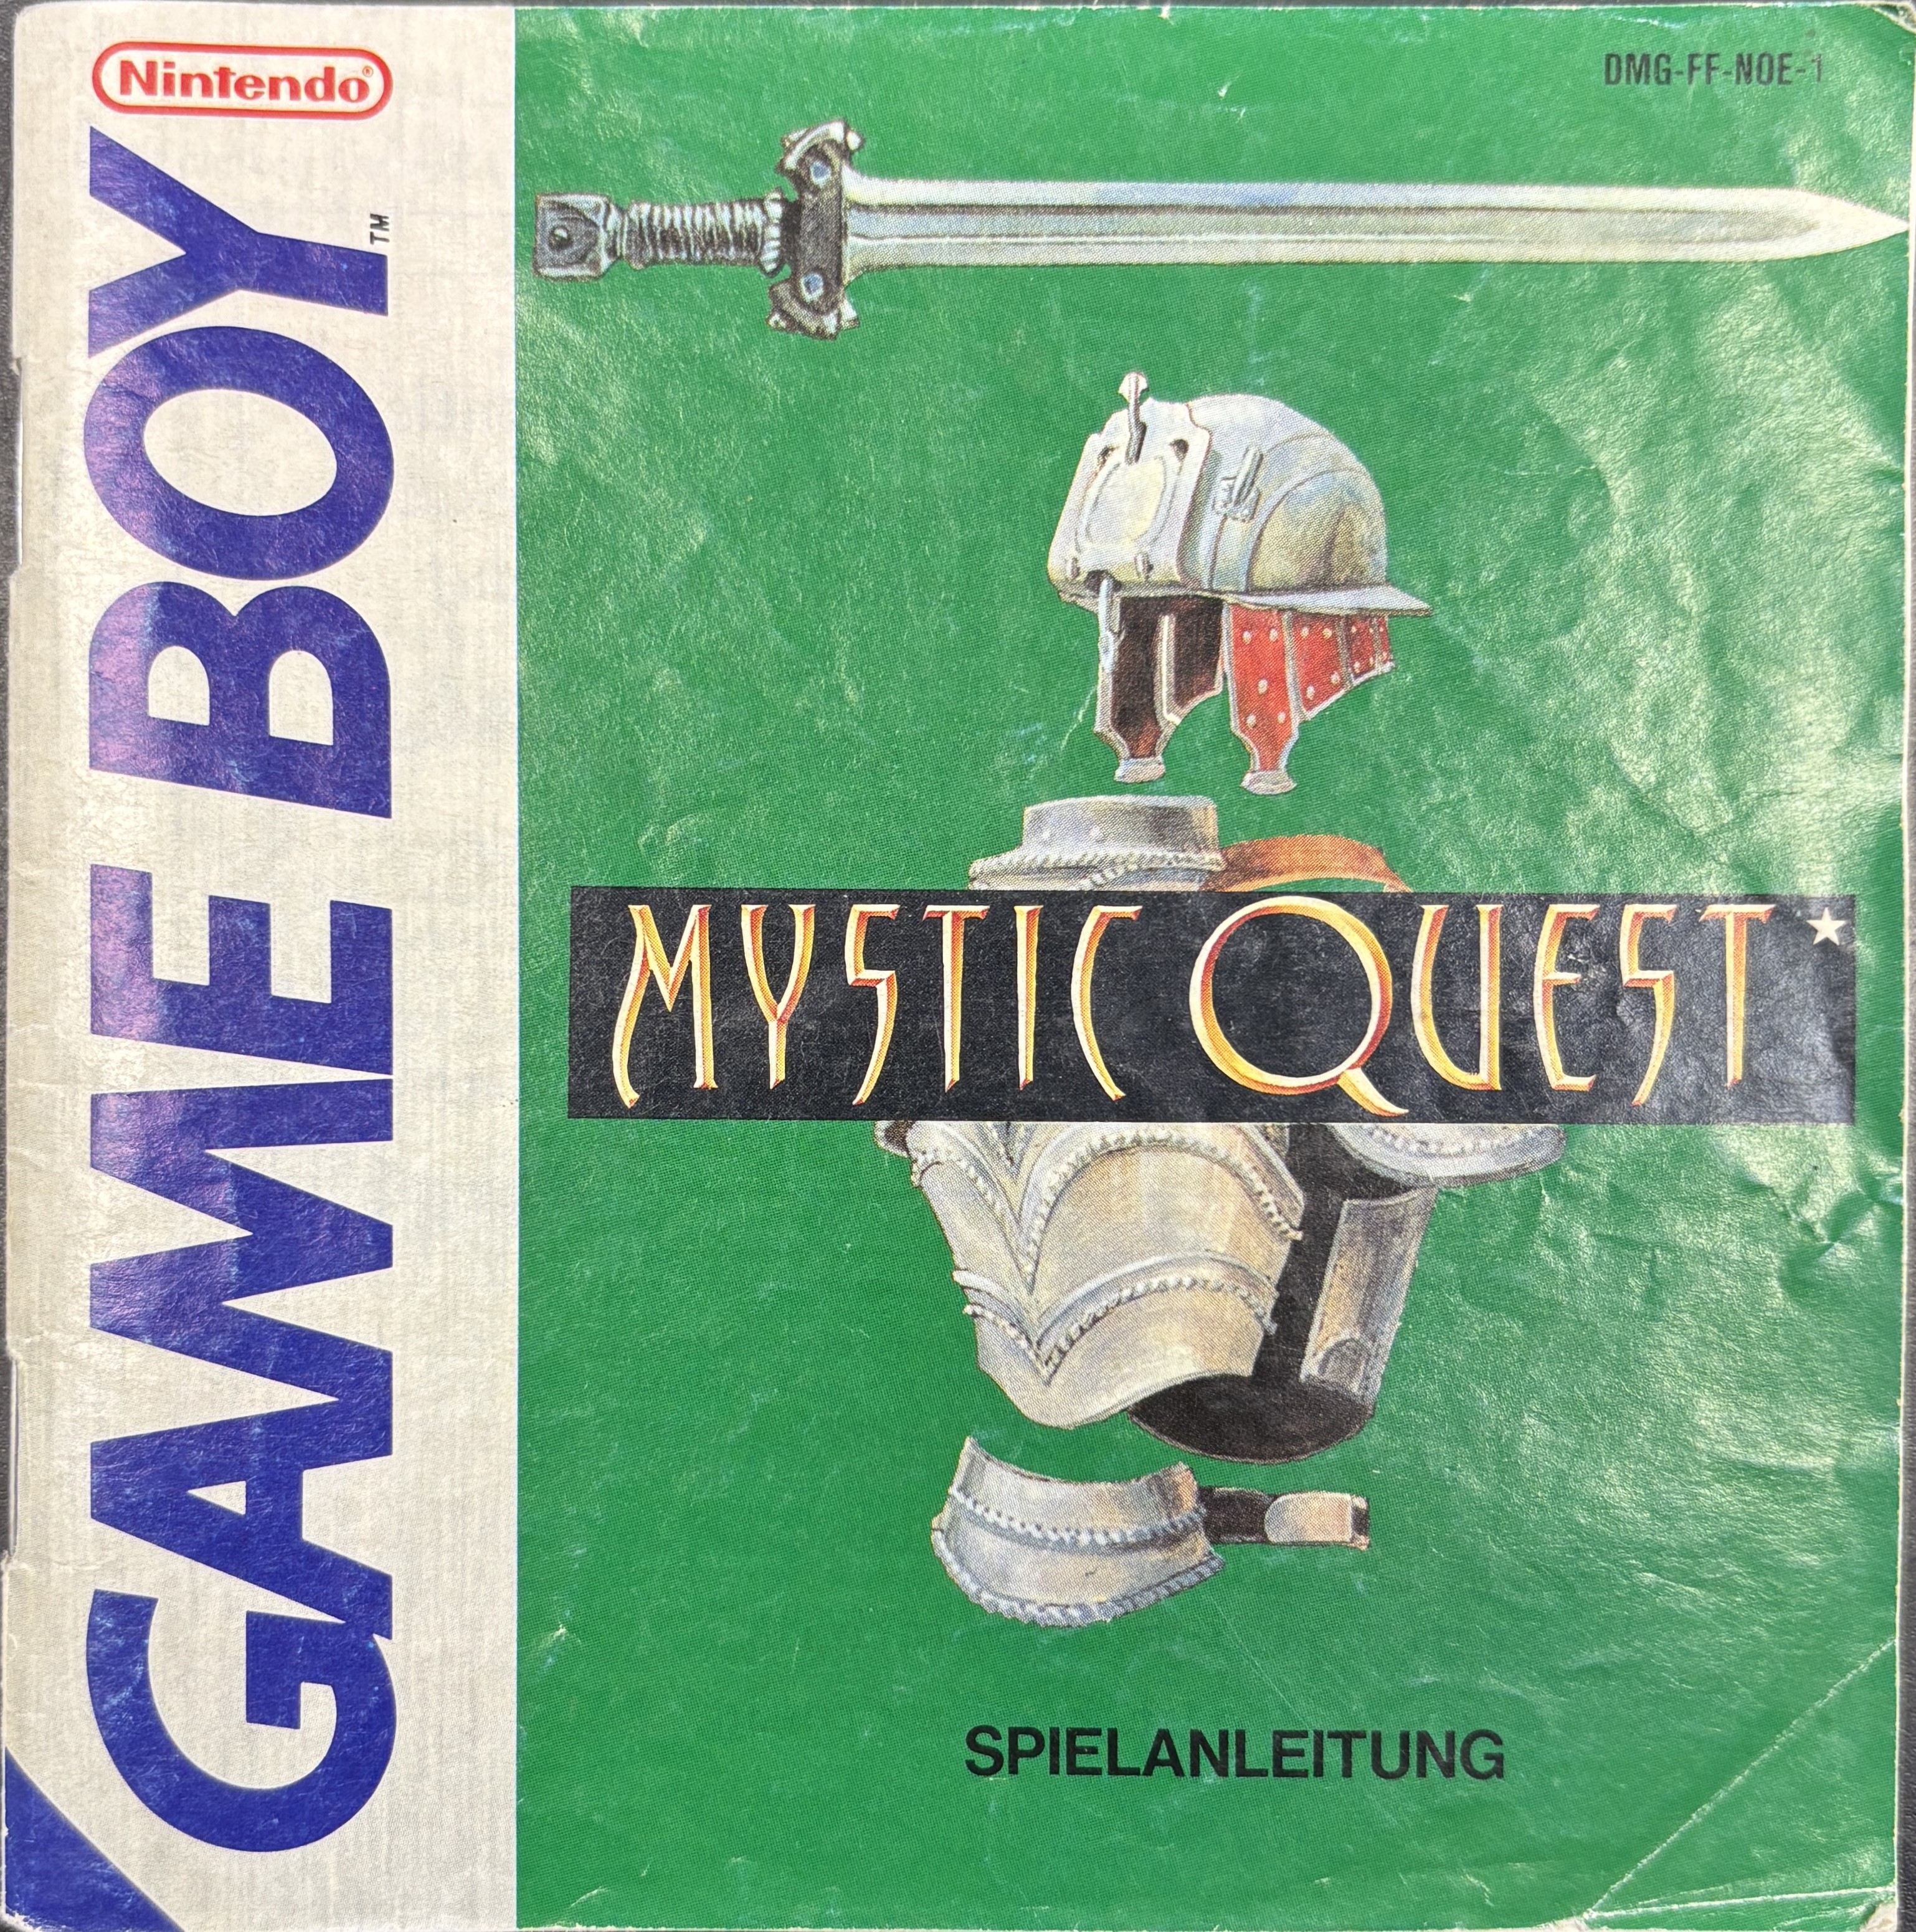 Nintendo®
GAME BOY™
DMG-FF-NOE-1
MYSTIC QUEST★
SPIELANLEITUNG